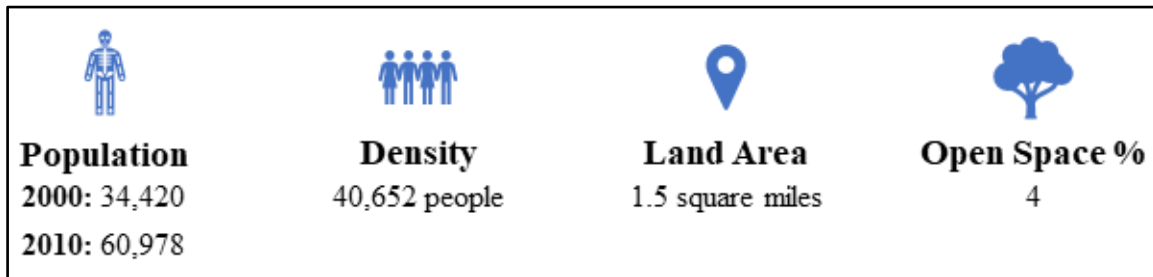 Population
2000: 34,420
2010: 60,978
Density
40,652 people
Land Area
1.5 square miles
Open Space %
4